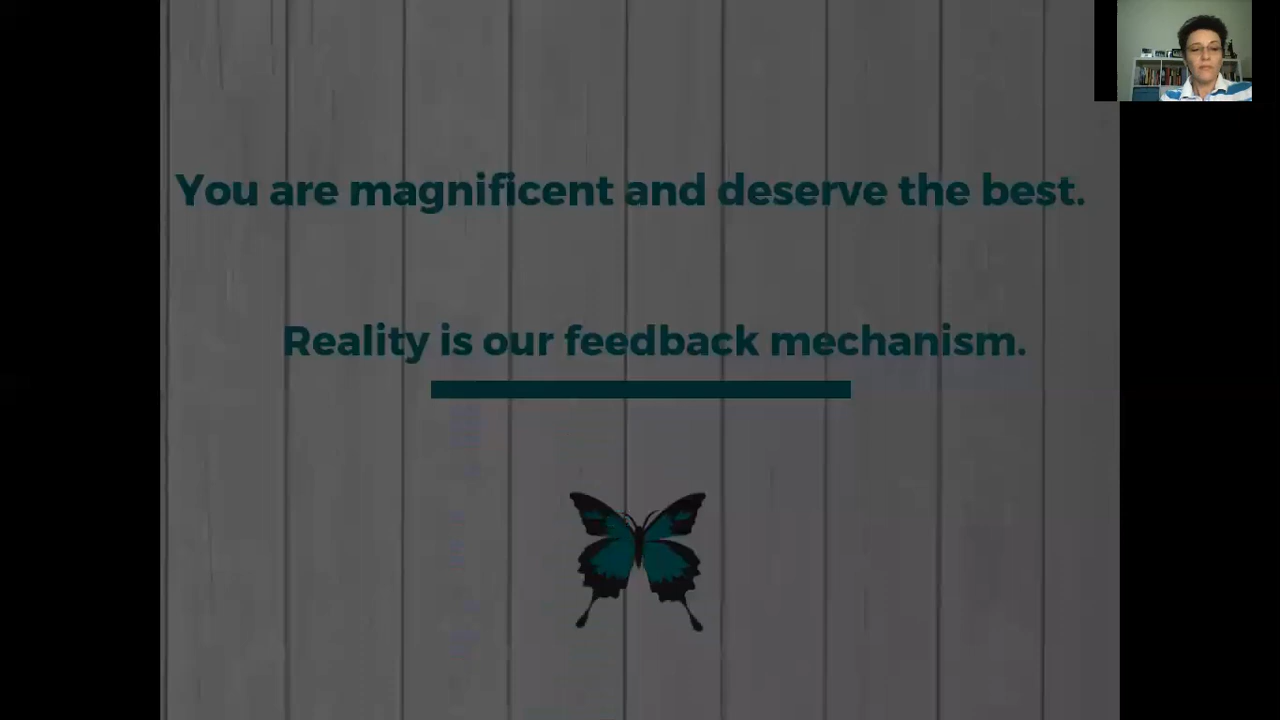 You are magnificent and deserve the best.
Reality is our feedback mechanism.